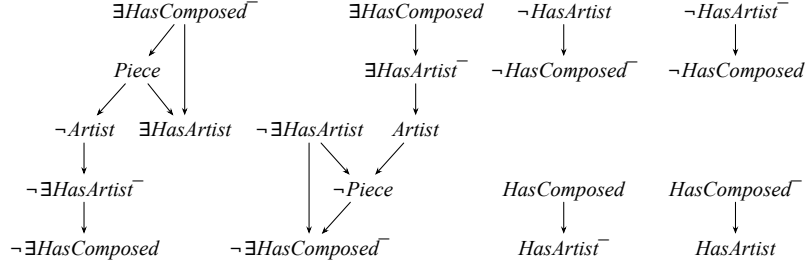 ∃HasComposed⁻ ∃HasComposed ¬HasArtist ¬HasArtist⁻
Piece ∃HasArtist⁻ ¬HasComposed⁻ ¬HasComposed
¬Artist ∃HasArtist ¬∃HasArtist Artist
¬∃HasArtist⁻ ¬Piece HasComposed HasComposed⁻
¬∃HasComposed ¬∃HasComposed⁻ HasArtist⁻ HasArtist